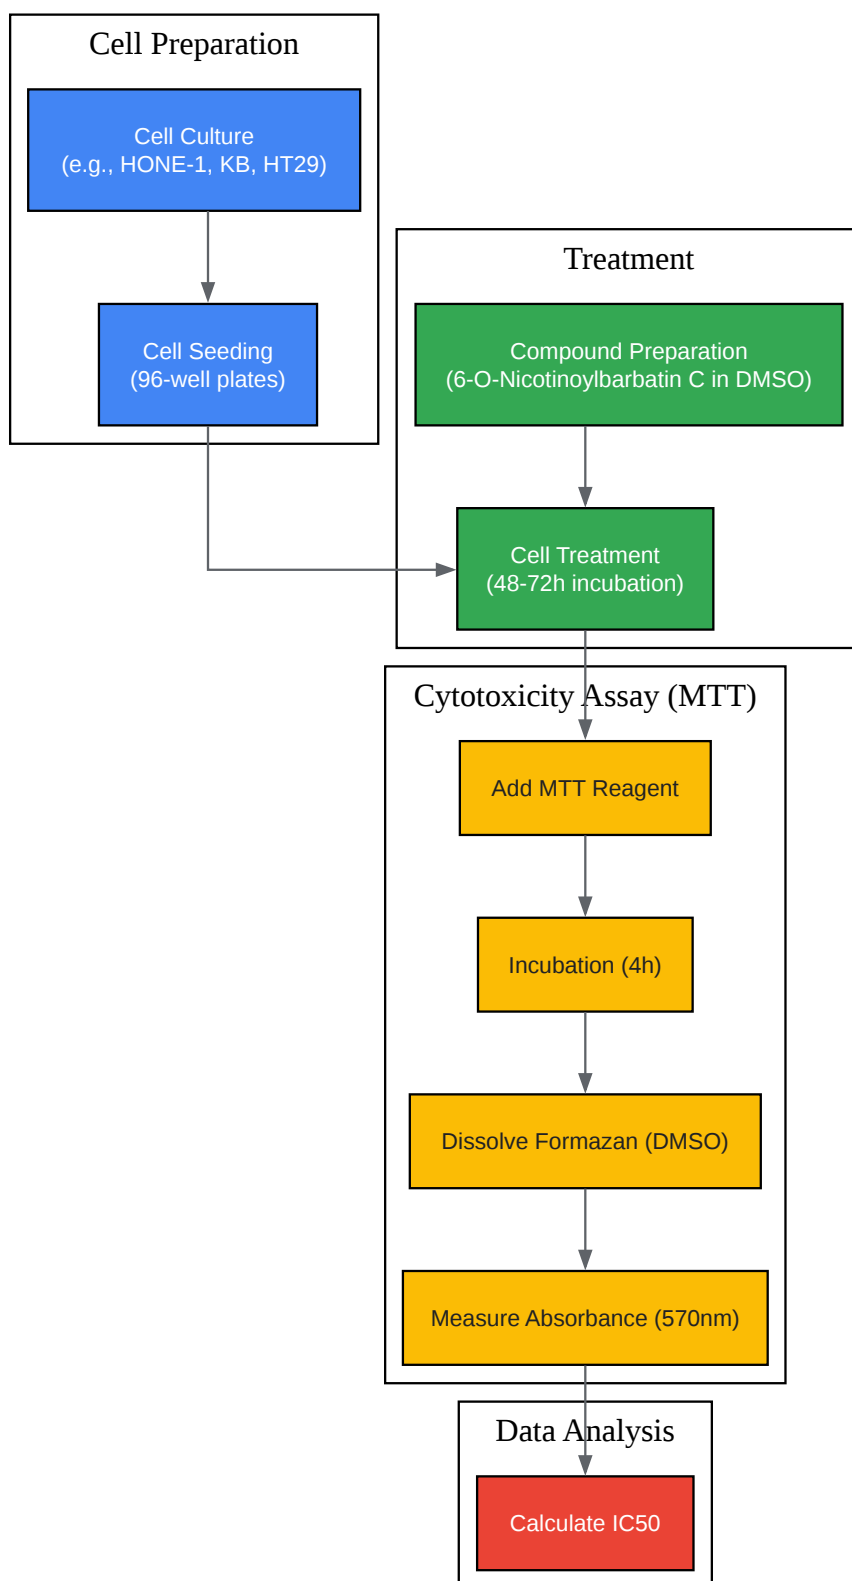 Cell Preparation
Cell Culture
(e.g., HONE-1, KB, HT29)
Cell Seeding
(96-well plates)
Treatment
Compound Preparation
(6-O-Nicotinoylbarbatin C in DMSO)
Cell Treatment
(48-72h incubation)
Cytotoxicity Assay (MTT)
Add MTT Reagent
Incubation (4h)
Dissolve Formazan (DMSO)
Measure Absorbance (570nm)
Data Analysis
Calculate IC50